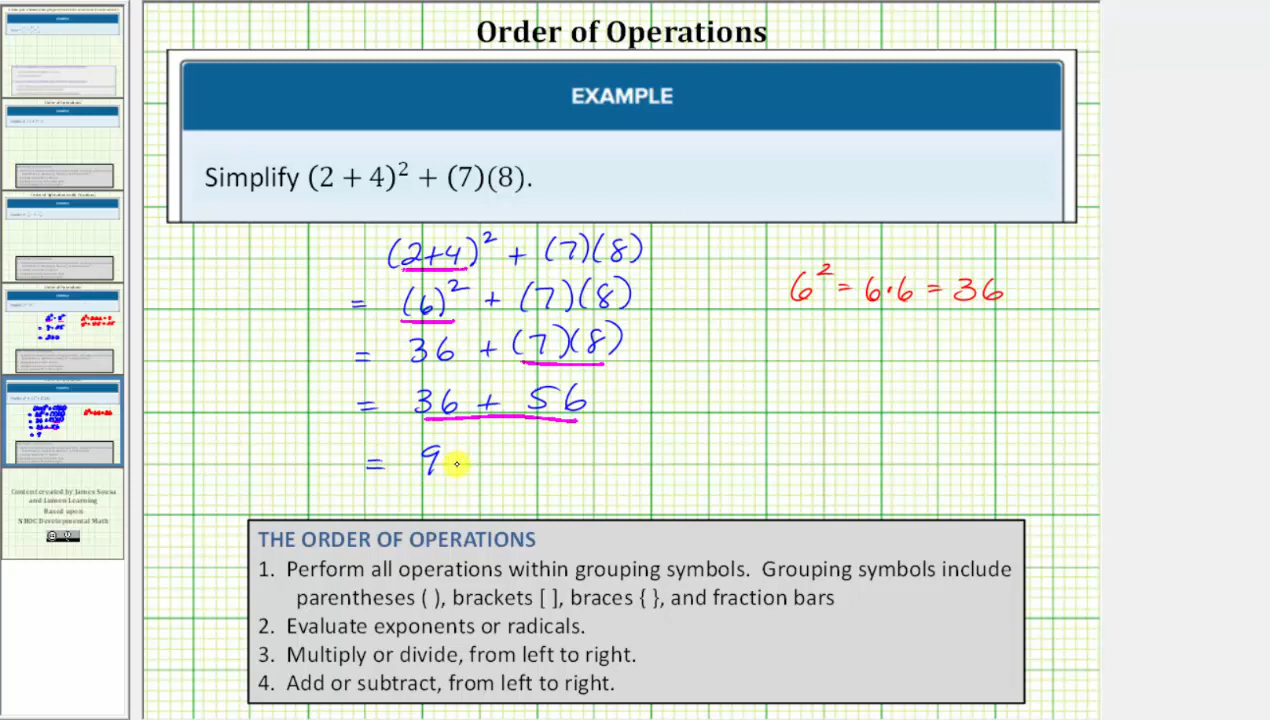 Order of Operations
EXAMPLE
Simplify (2 + 4)² + (7)(8).
(2+4)² + (7)(8)
= (6)² + (7)(8)
6² = 6·6 = 36
= 36 + (7)(8)
= 36 + 56
= 9
THE ORDER OF OPERATIONS
1. Perform all operations within grouping symbols. Grouping symbols include
parentheses ( ), brackets [ ], braces { }, and fraction bars
2. Evaluate exponents or radicals.
3. Multiply or divide, from left to right.
4. Add or subtract, from left to right.
Content created by James Sousa
and Lumen Learning
Based upon
NROC Developmental Math